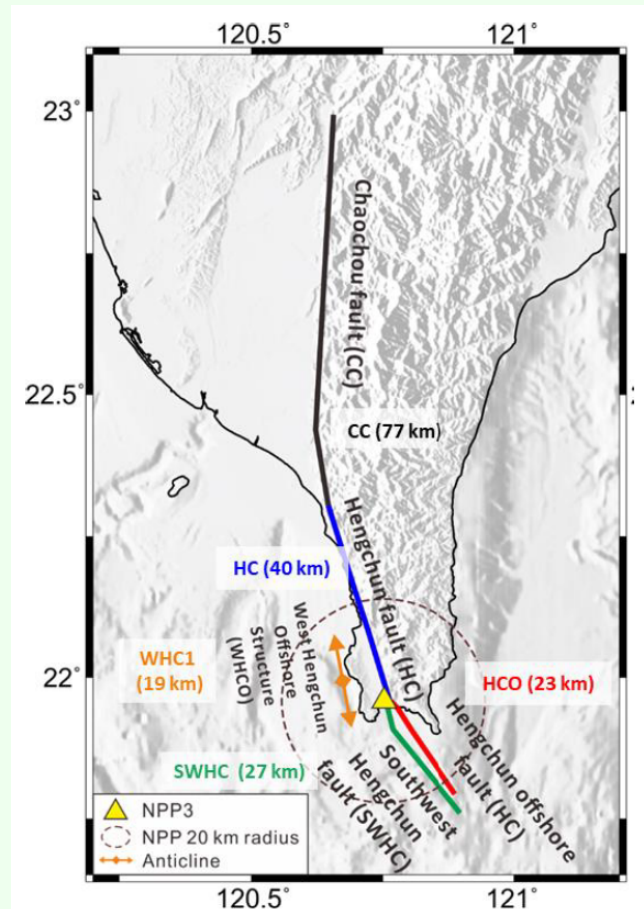 120.5° 121°
23°
Chaochou fault (CC)
22.5°
CC (77 km)
Hengchun fault (HC)
HC (40 km)
West Hengchun
Offshore
Structure
(WHCO)
WHC1
(19 km)
22°
HCO (23 km)
Hengchun offshore
fault (HC)
SWHC (27 km)
Southwest
Hengchun
fault (SWHC)
NPP3
NPP 20 km radius
Anticline
120.5° 121°